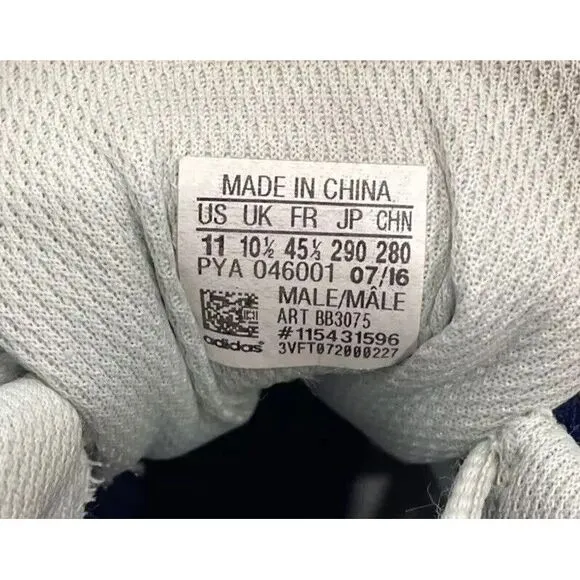 MADE IN CHINA
US UK FR JP CHN
11 10½ 45⅓ 290 280
PYA 046001 07/16
MALE/MÂLE
ART BB3075
#115431596
adidas 3VFT072000227